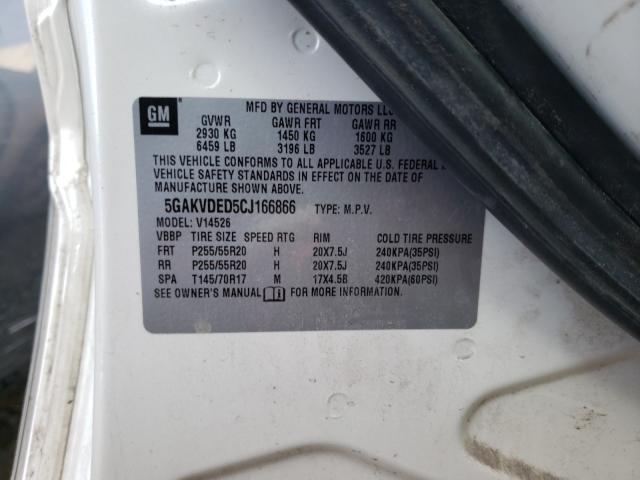 GM
MFD BY GENERAL MOTORS LLC
GVWR GAWR FRT GAWR RR
2930 KG 1450 KG 1600 KG
6459 LB 3196 LB 3527 LB
THIS VEHICLE CONFORMS TO ALL APPLICABLE U.S. FEDERAL
VEHICLE SAFETY STANDARDS IN EFFECT ON THE DATE OF
MANUFACTURE SHOWN ABOVE.
5GAKVDED5CJ166866 TYPE: M.P.V.
MODEL: V14526
VBBP TIRE SIZE SPEED RTG RIM COLD TIRE PRESSURE
FRT P255/55R20 H 20X7.5J 240KPA(35PSI)
RR P255/55R20 H 20X7.5J 240KPA(35PSI)
SPA T145/70R17 M 17X4.5B 420KPA(60PSI)
SEE OWNER'S MANUAL FOR MORE INFORMATION.